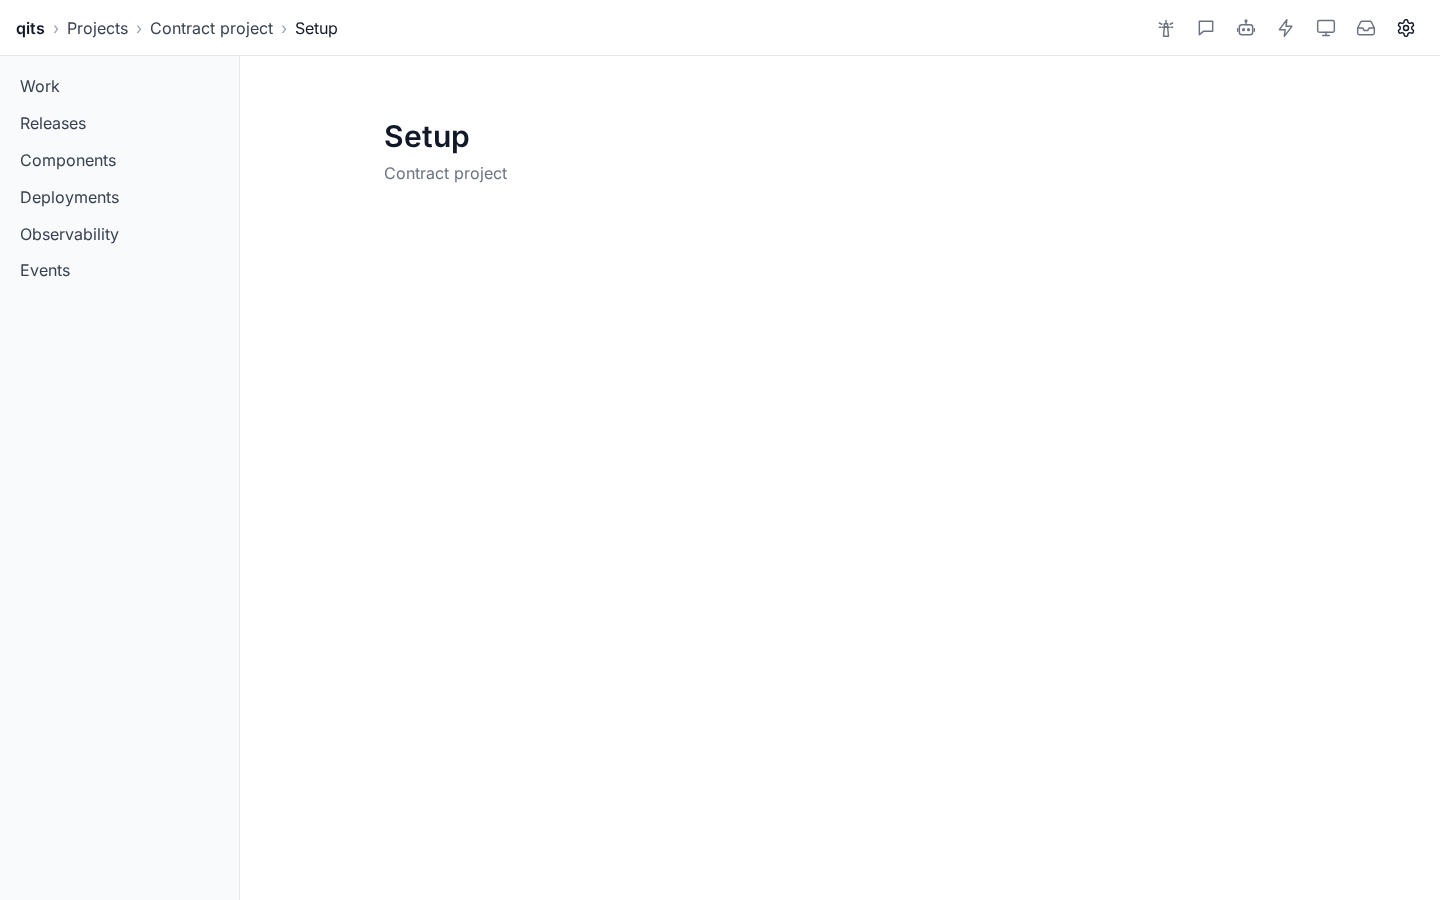 qits › Projects › Contract project › Setup
Work
Releases
Components
Deployments
Observability
Events
Setup
Contract project